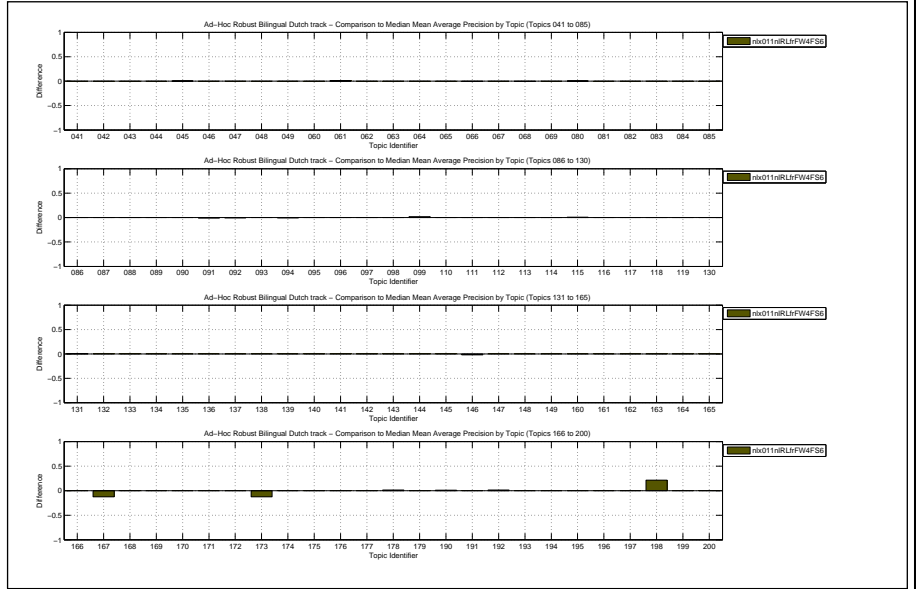 Ad–Hoc Robust Bilingual Dutch track – Comparison to Median Mean Average Precision by Topic (Topics 041 to 085)
1
0.5
0
–0.5
–1
Difference
041 042 043 044 045 046 047 048 049 060 061 062 063 064 065 066 067 069 080 081 082 083 084 085
Topic Identifier
nlx011nlRLfrFW4FS6
Ad–Hoc Robust Bilingual Dutch track – Comparison to Median Mean Average Precision by Topic (Topics 086 to 130)
1
0.5
0
–0.5
–1
Difference
086 087 088 089 090 091 092 093 094 095 096 097 098 099 110 111 112 113 114 115 116 117 118 119 130
Topic Identifier
nlx011nlRLfrFW4FS6
Ad–Hoc Robust Bilingual Dutch track – Comparison to Median Mean Average Precision by Topic (Topics 131 to 165)
1
0.5
0
–0.5
–1
Difference
131 132 133 134 135 136 137 138 139 140 141 142 143 144 145 146 147 148 149 160 161 162 163 164 165
Topic Identifier
nlx011nlRLfrFW4FS6
Ad–Hoc Robust Bilingual Dutch track – Comparison to Median Mean Average Precision by Topic (Topics 166 to 200)
1
0.5
0
–0.5
–1
Difference
166 167 168 169 170 171 172 173 174 175 176 177 178 179 190 191 192 193 194 195 196 197 198 199 200
Topic Identifier
nlx011nlRLfrFW4FS6